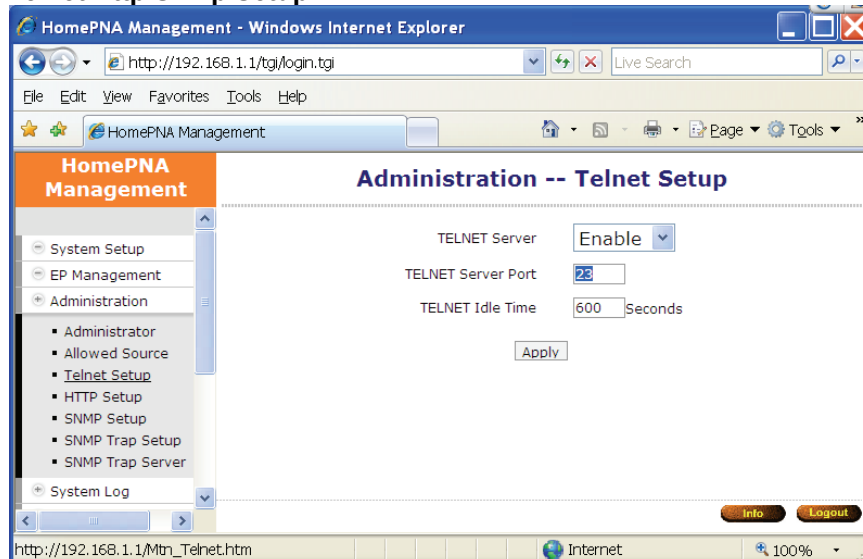 HomePNA Management - Windows Internet Explorer
http://192.168.1.1/tgi/login.tgi
Live Search
File Edit View Favorites Tools Help
HomePNA Management
Page Tools
HomePNA
Management
System Setup
EP Management
Administration
Administrator
Allowed Source
Telnet Setup
HTTP Setup
SNMP Setup
SNMP Trap Setup
SNMP Trap Server
System Log
Administration -- Telnet Setup
TELNET Server Enable
TELNET Server Port 23
TELNET Idle Time 600 Seconds
Apply
Info Logout
http://192.168.1.1/Mtn_Telnet.htm Internet 100%